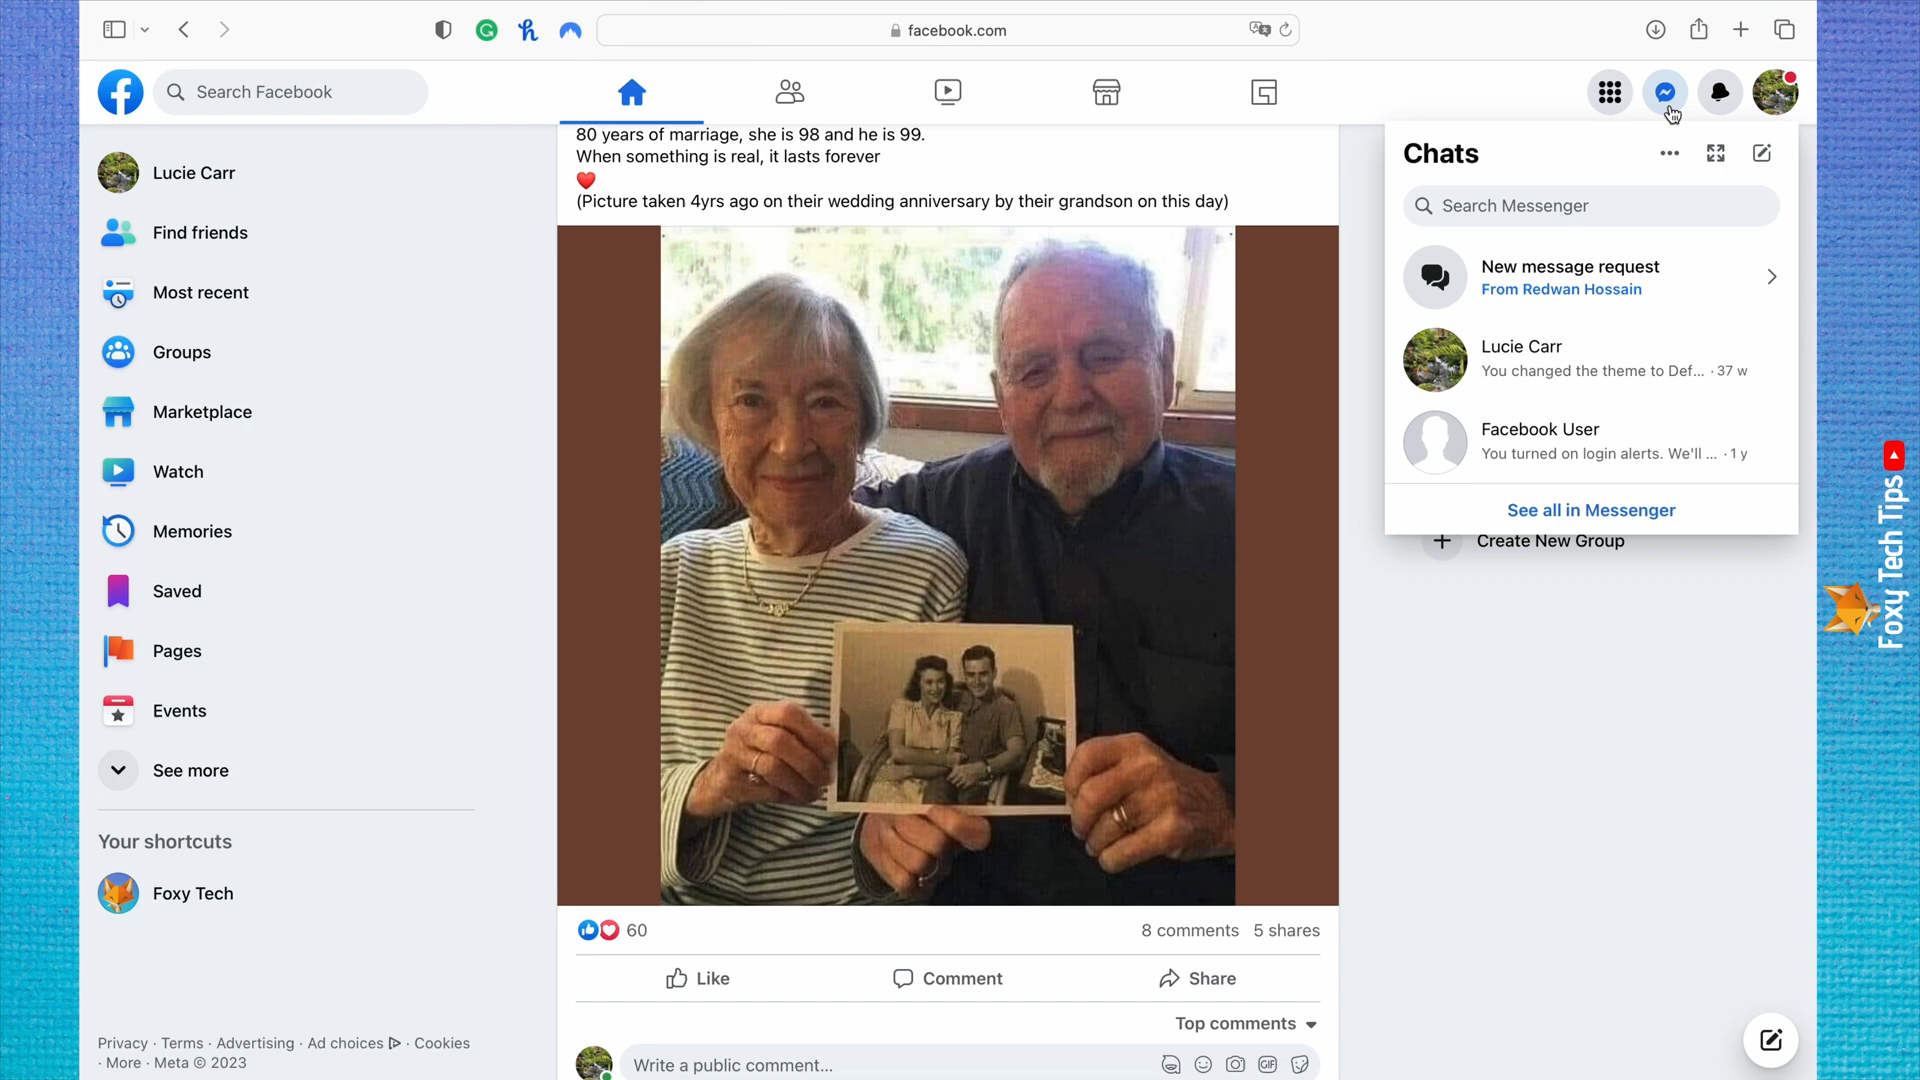 facebook.com
Search Facebook
80 years of marriage, she is 98 and he is 99.
When something is real, it lasts forever
(Picture taken 4yrs ago on their wedding anniversary by their grandson on this day)
Lucie Carr
Find friends
Most recent
Groups
Marketplace
Watch
Memories
Saved
Pages
Events
See more
Your shortcuts
Foxy Tech
Privacy · Terms · Advertising · Ad choices · Cookies
· More · Meta © 2023
60
8 comments 5 shares
Like Comment Share
Top comments
Write a public comment...
GIF
Chats
Search Messenger
New message request
From Redwan Hossain
Lucie Carr
You changed the theme to Def... · 37 w
Facebook User
You turned on login alerts. We'll ... · 1 y
See all in Messenger
Create New Group
Foxy Tech Tips